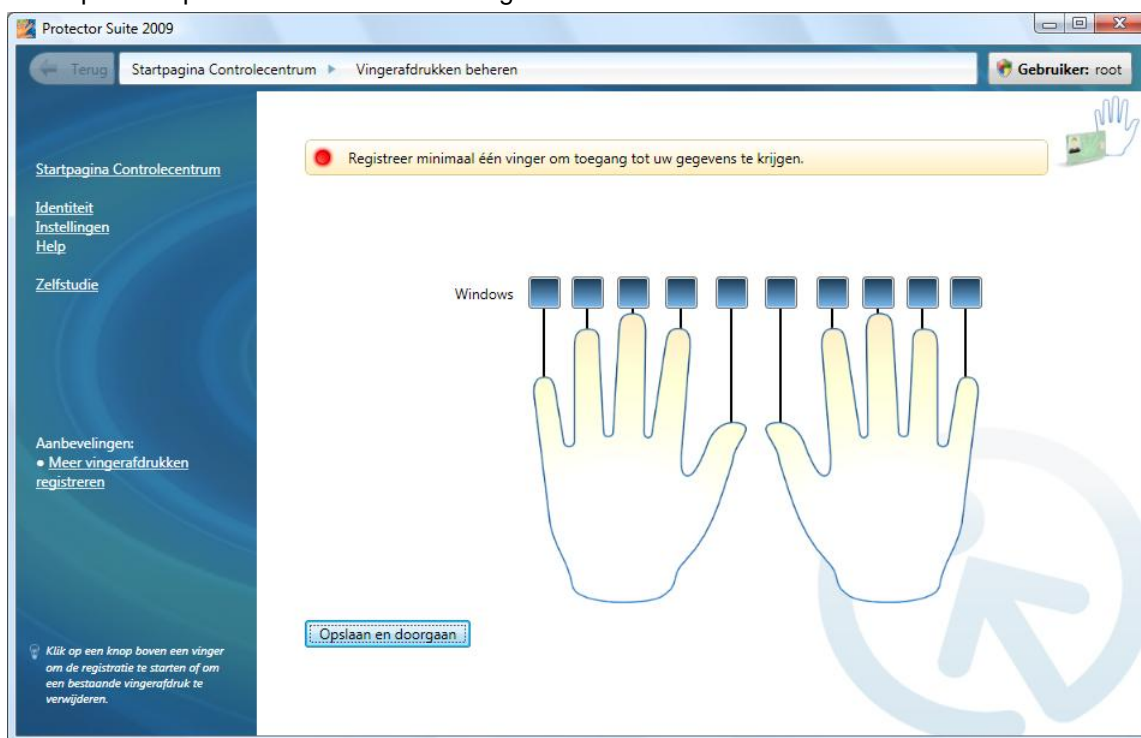 Protector Suite 2009
Terug
Startpagina Controlecentrum
Vingerafdrukken beheren
Gebruiker: root
Startpagina Controlecentrum
Identiteit
Instellingen
Help
Zelfstudie
Aanbevelingen:
• Meer vingerafdrukken
registreren
Klik op een knop boven een vinger
om de registratie te starten of om
een bestaande vingerafdruk te
verwijderen.
Registreer minimaal één vinger om toegang tot uw gegevens te krijgen.
Windows
Opslaan en doorgaan